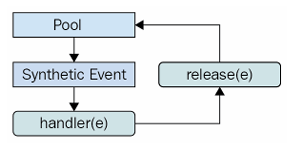 Pool
Synthetic Event
release(e)
handler(e)